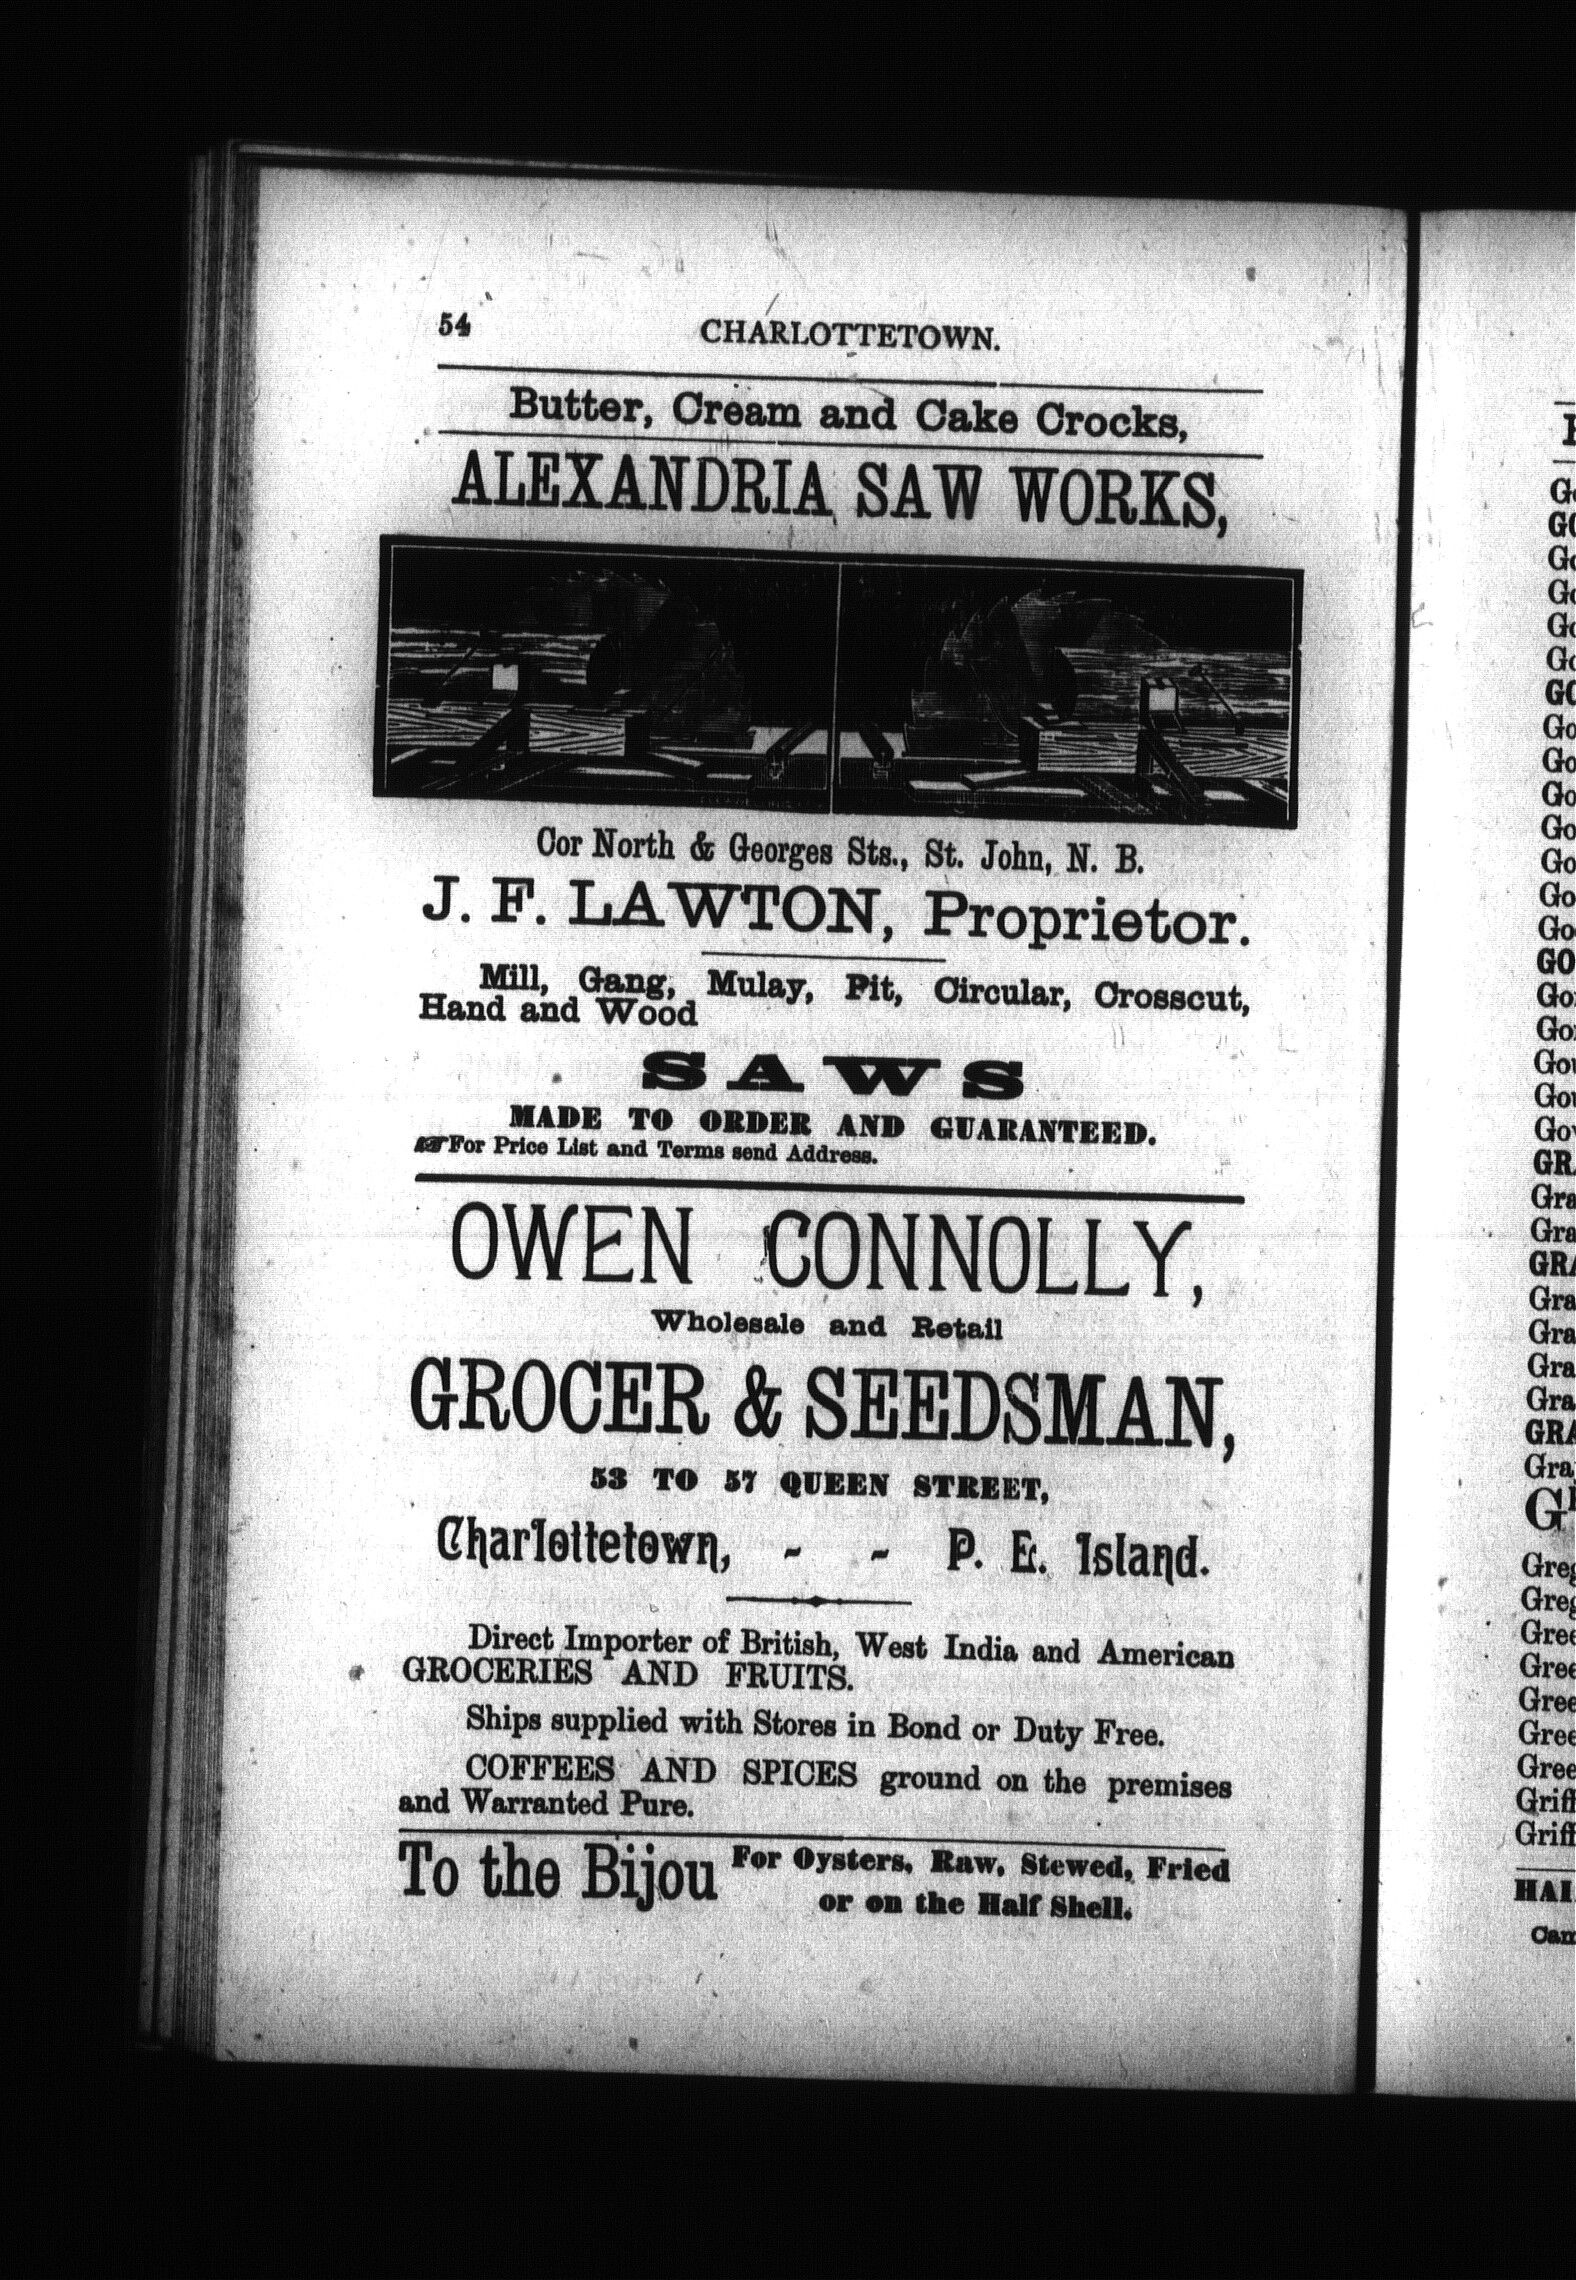 54
CHARLOTTETOWN.
Butter, Cream and Cake Crocks,
ALEXANDRIA SAW WORKS,
Cor North & Georges Sts., St. John, N. B.
J. F. LAWTON, Proprietor.
Mill, Gang, Mulay, Pit, Circular, Crosscut,
Hand and Wood
SAWS
MADE TO ORDER AND GUARANTEED.
☞For Price List and Terms send Address.
OWEN CONNOLLY,
Wholesale and Retail
GROCER & SEEDSMAN,
53 TO 57 QUEEN STREET,
Charlottetown, - - P. E. Island.
Direct Importer of British, West India and American
GROCERIES AND FRUITS.
Ships supplied with Stores in Bond or Duty Free.
COFFEES AND SPICES ground on the premises
and Warranted Pure.
To the Bijou For Oysters, Raw, Stewed, Fried
or on the Half Shell.